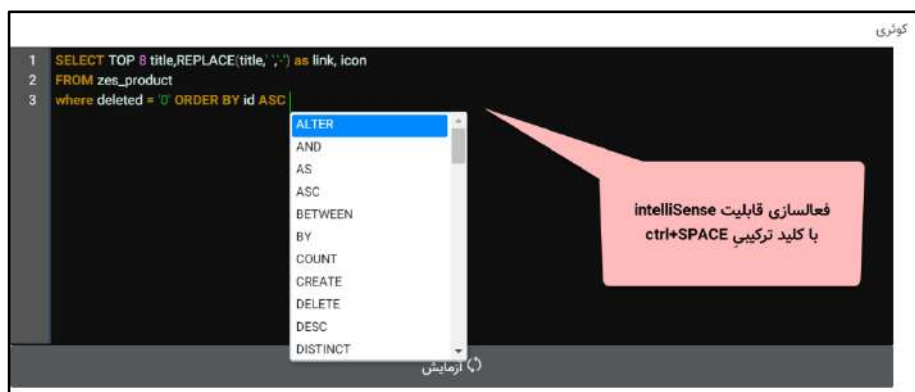 کوئری
1 SELECT TOP 8 title,REPLACE(title,' ','-') as link, icon
2 FROM zes_product
3 where deleted = '0' ORDER BY id ASC
ALTER
AND
AS
ASC
BETWEEN
BY
COUNT
CREATE
DELETE
DESC
DISTINCT
فعالسازی قابلیت intelliSense
با کلید ترکیبیِ ctrl+SPACE
آزمایش